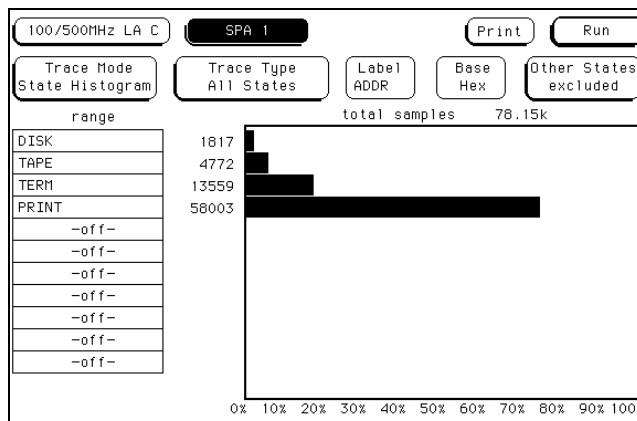 100/500MHz LA C SPA 1 Print Run
Trace Mode State Histogram Trace Type All States Label ADDR Base Hex Other States excluded
range total samples 78.15k
DISK 1817
TAPE 4772
TERM 13559
PRINT 58003
-off-
-off-
-off-
-off-
-off-
-off-
-off-
0% 10% 20% 30% 40% 50% 60% 70% 80% 90% 100